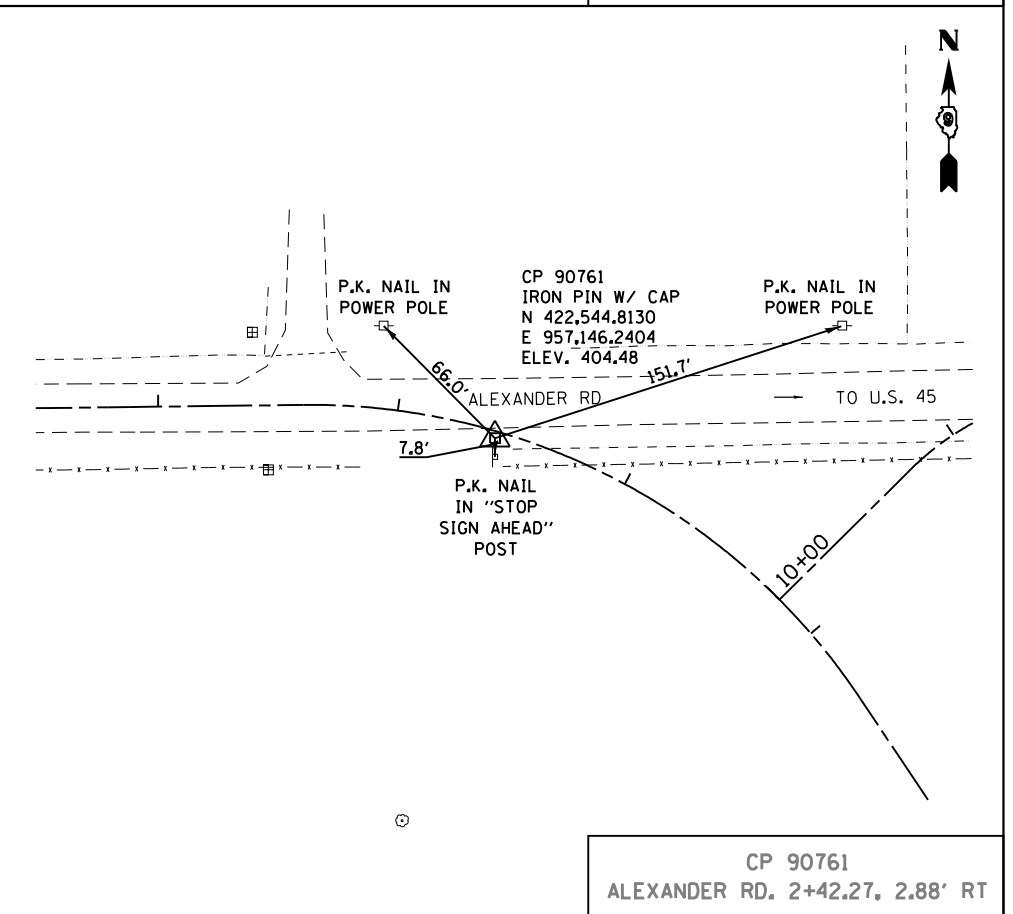 N
9
P.K. NAIL IN
POWER POLE
CP 90761
IRON PIN W/ CAP
N 422,544.8130
E 957,146.2404
ELEV. 404.48
P.K. NAIL IN
POWER POLE
66.0'
151.7'
ALEXANDER RD
TO U.S. 45
7.8'
P.K. NAIL
IN "STOP
SIGN AHEAD"
POST
10+00
CP 90761
ALEXANDER RD. 2+42.27, 2.88' RT